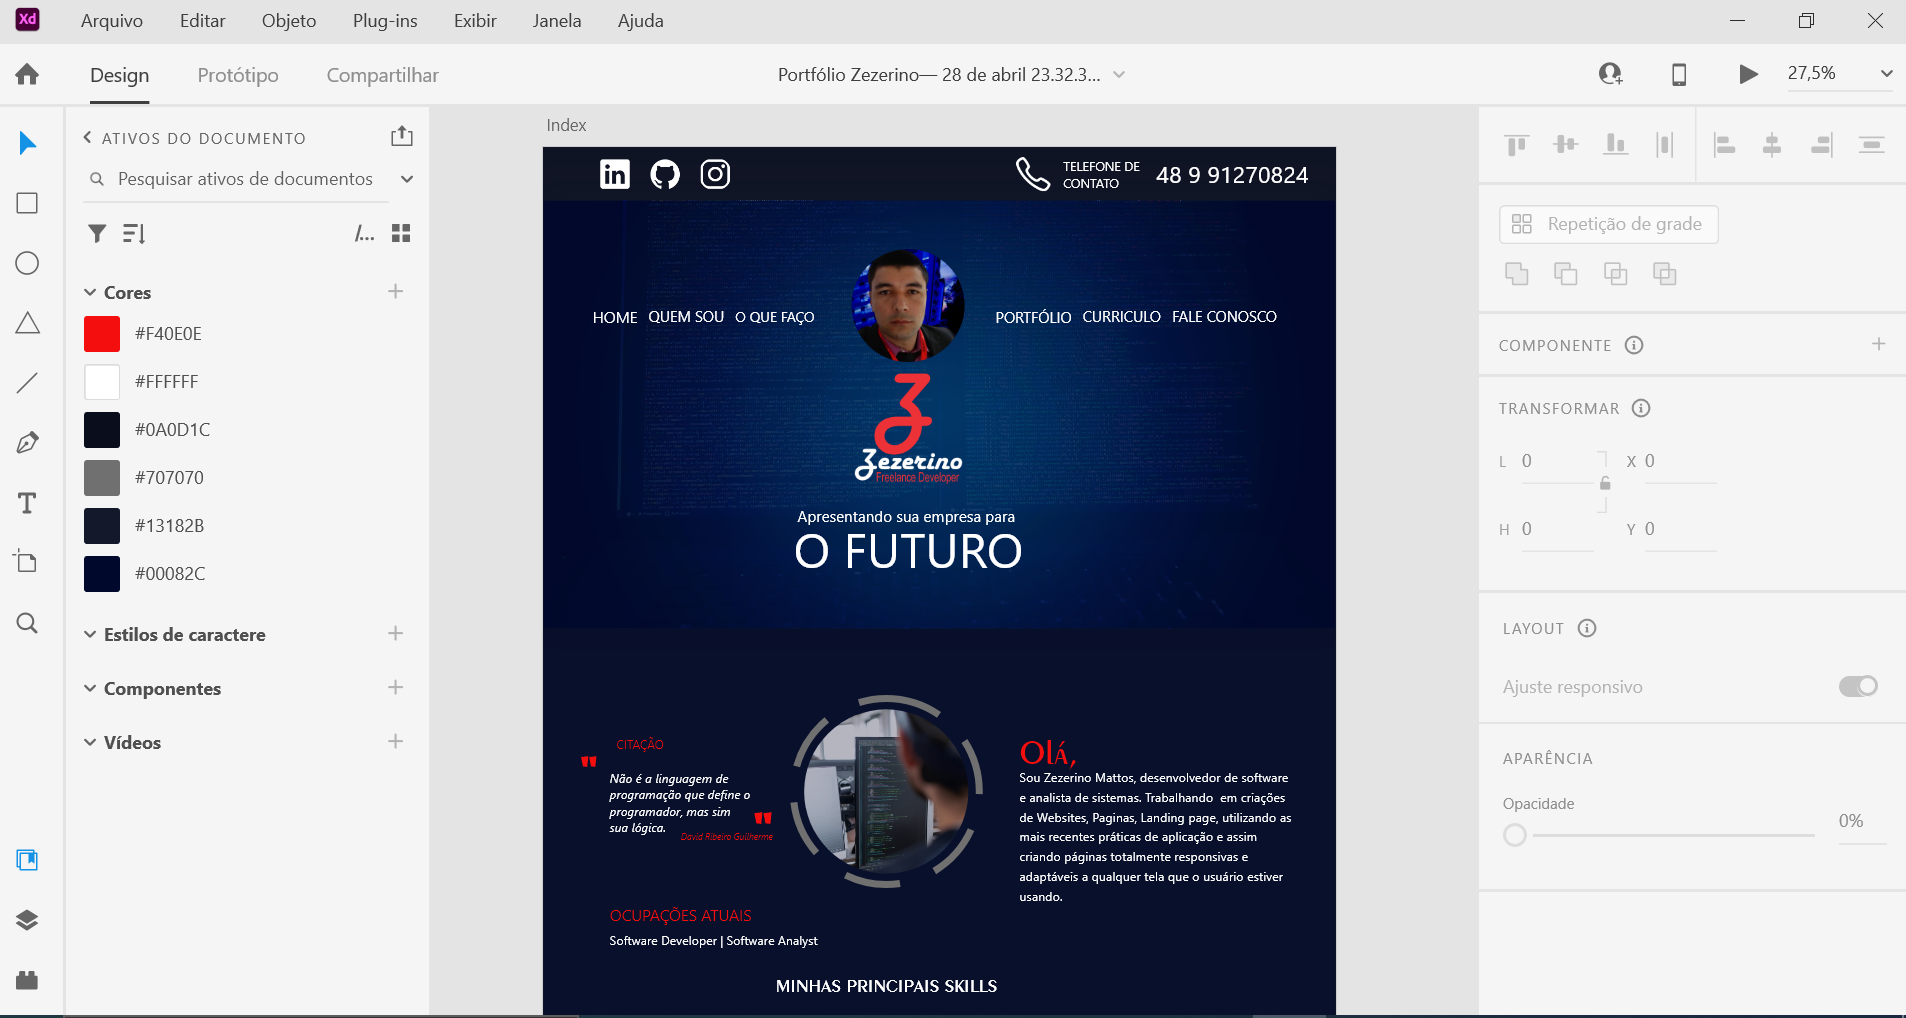 Xd Arquivo Editar Objeto Plug-ins Exibir Janela Ajuda
Design Protótipo Compartilhar
Portfólio Zezerino— 28 de abril 23.32.3...
27,5%
ATIVOS DO DOCUMENTO
Pesquisar ativos de documentos
/...
Cores
#F40E0E
#FFFFFF
#0A0D1C
#707070
#13182B
#00082C
Estilos de caractere
Componentes
Vídeos
Index
in
TELEFONE DE
CONTATO
48 9 91270824
HOME QUEM SOU O QUE FAÇO
PORTFÓLIO CURRICULO FALE CONOSCO
Z
Zezerino
Freelance Developer
Apresentando sua empresa para
O FUTURO
CITAÇÃO
"
Não é a linguagem de
programação que define o
programador, mas sim
sua lógica.
"
David Ribeiro Guilherme
Olá,
Sou Zezerino Mattos, desenvolvedor de software
e analista de sistemas. Trabalhando em criações
de Websites, Paginas, Landing page, utilizando as
mais recentes práticas de aplicação e assim
criando páginas totalmente responsivas e
adaptáveis a qualquer tela que o usuário estiver
usando.
OCUPAÇÕES ATUAIS
Software Developer | Software Analyst
MINHAS PRINCIPAIS SKILLS
Repetição de grade
COMPONENTE
TRANSFORMAR
L 0 X 0
H 0 Y 0
LAYOUT
Ajuste responsivo
APARÊNCIA
Opacidade
0%